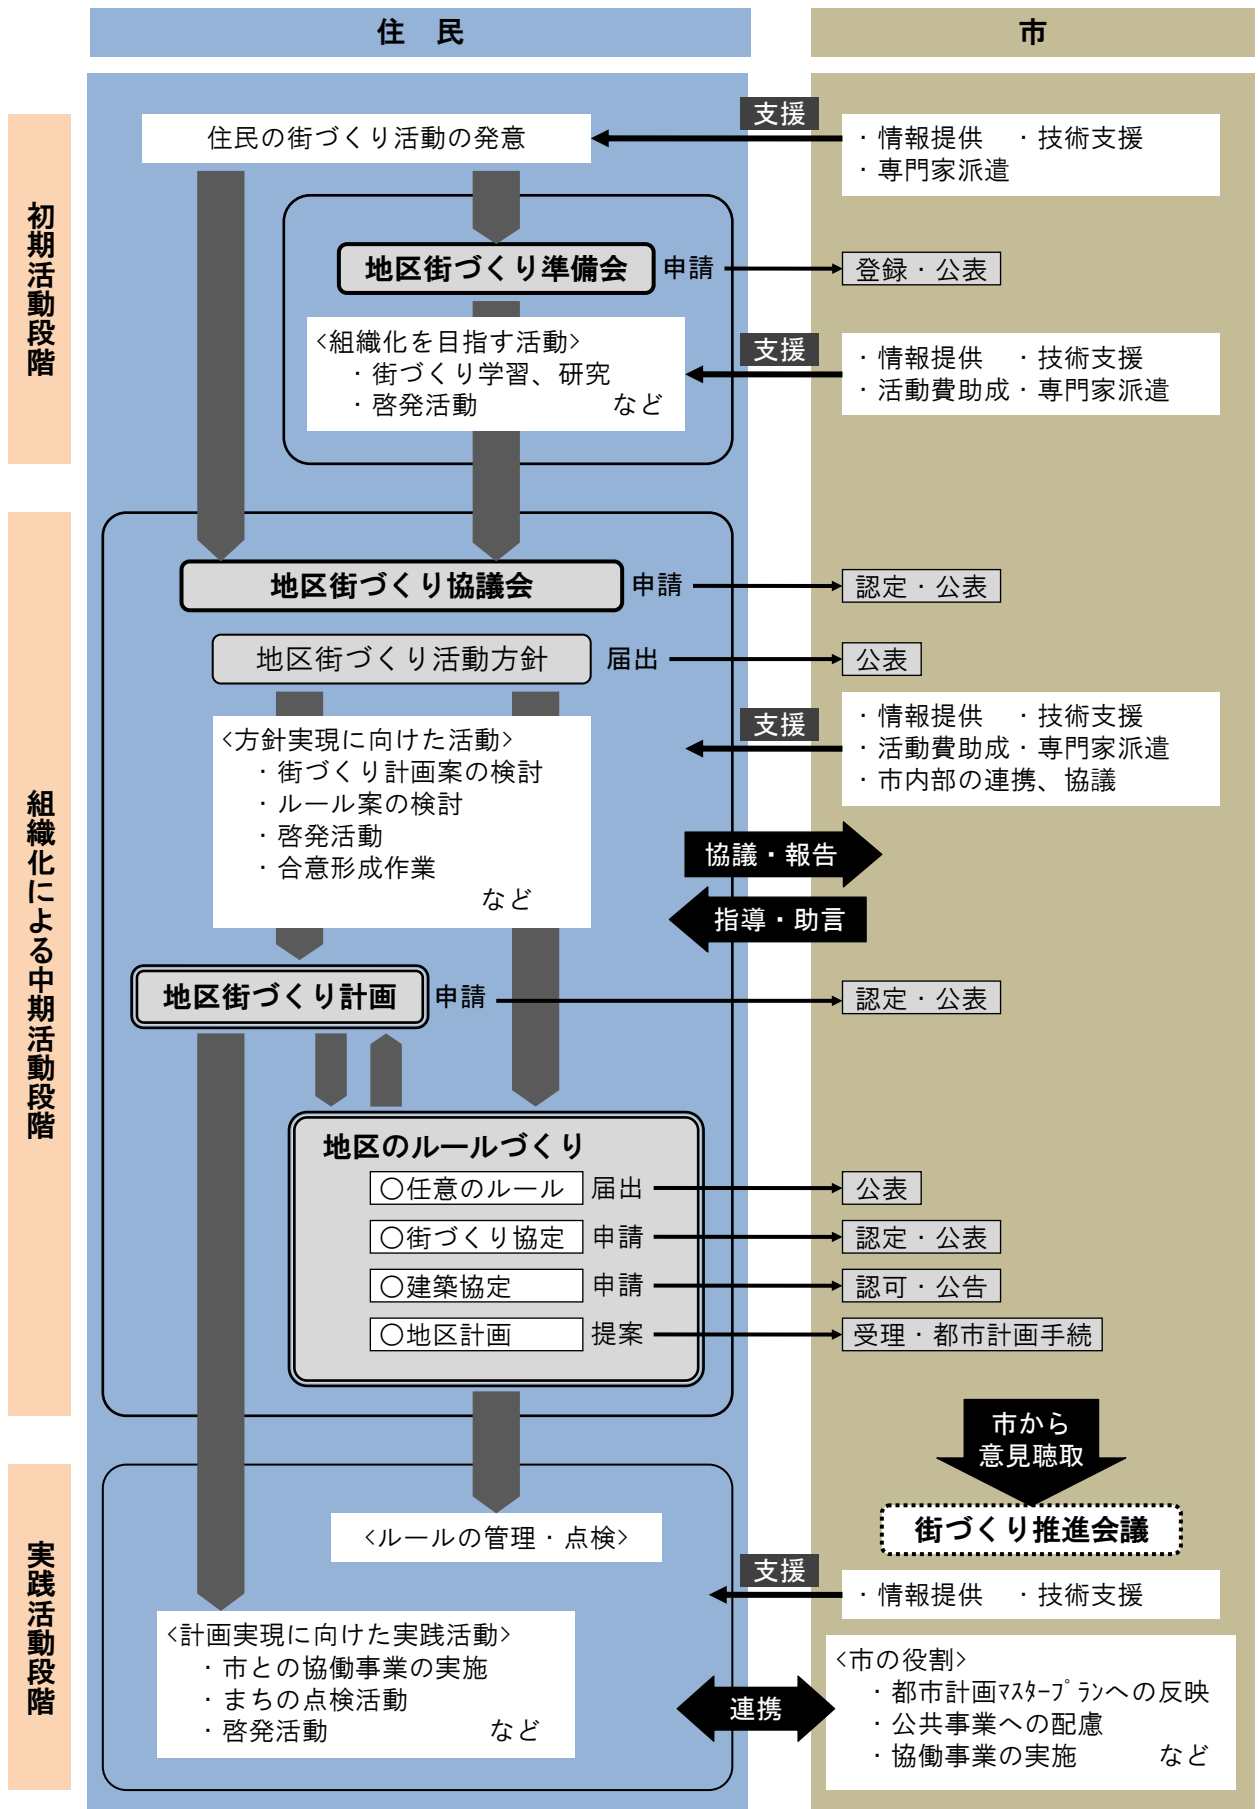 住　民
市
初期活動段階
住民の街づくり活動の発意
支援
・情報提供　・技術支援
・専門家派遣
地区街づくり準備会
申請
登録・公表
<組織化を目指す活動>
・街づくり学習、研究
・啓発活動　　　　　など
支援
・情報提供　・技術支援
・活動費助成・専門家派遣
組織化による中期活動段階
地区街づくり協議会
申請
認定・公表
地区街づくり活動方針
届出
公表
<方針実現に向けた活動>
・街づくり計画案の検討
・ルール案の検討
・啓発活動
・合意形成作業
など
支援
・情報提供　・技術支援
・活動費助成・専門家派遣
・市内部の連携、協議
協議・報告
指導・助言
地区街づくり計画
申請
認定・公表
地区のルールづくり
〇任意のルール
届出
公表
〇街づくり協定
申請
認定・公表
〇建築協定
申請
認可・公告
〇地区計画
提案
受理・都市計画手続
市から
意見聴取
街づくり推進会議
実践活動段階
<ルールの管理・点検>
支援
・情報提供　・技術支援
<計画実現に向けた実践活動>
・市との協働事業の実施
・まちの点検活動
・啓発活動　　　　　　など
連携
<市の役割>
・都市計画ﾏｽﾀｰﾌﾟﾗﾝへの反映
・公共事業への配慮
・協働事業の実施　　　など